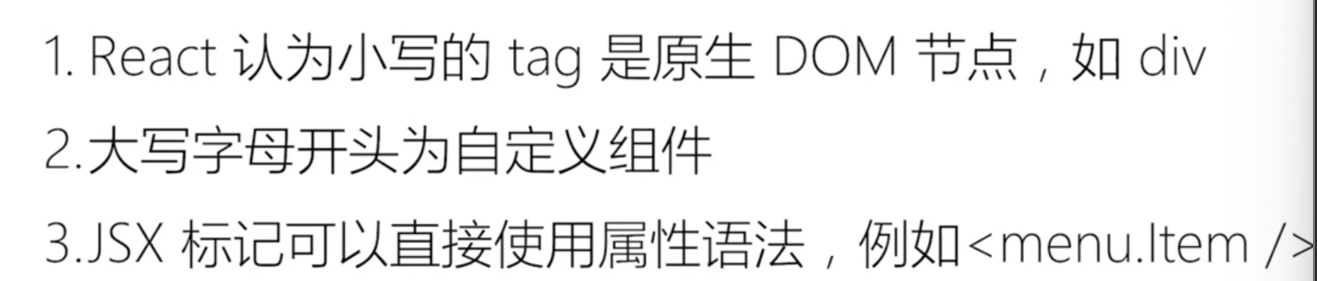 1. React 认为小写的 tag 是原生 DOM 节点，如 div
2.大写字母开头为自定义组件
3.JSX 标记可以直接使用属性语法，例如<menu.Item />